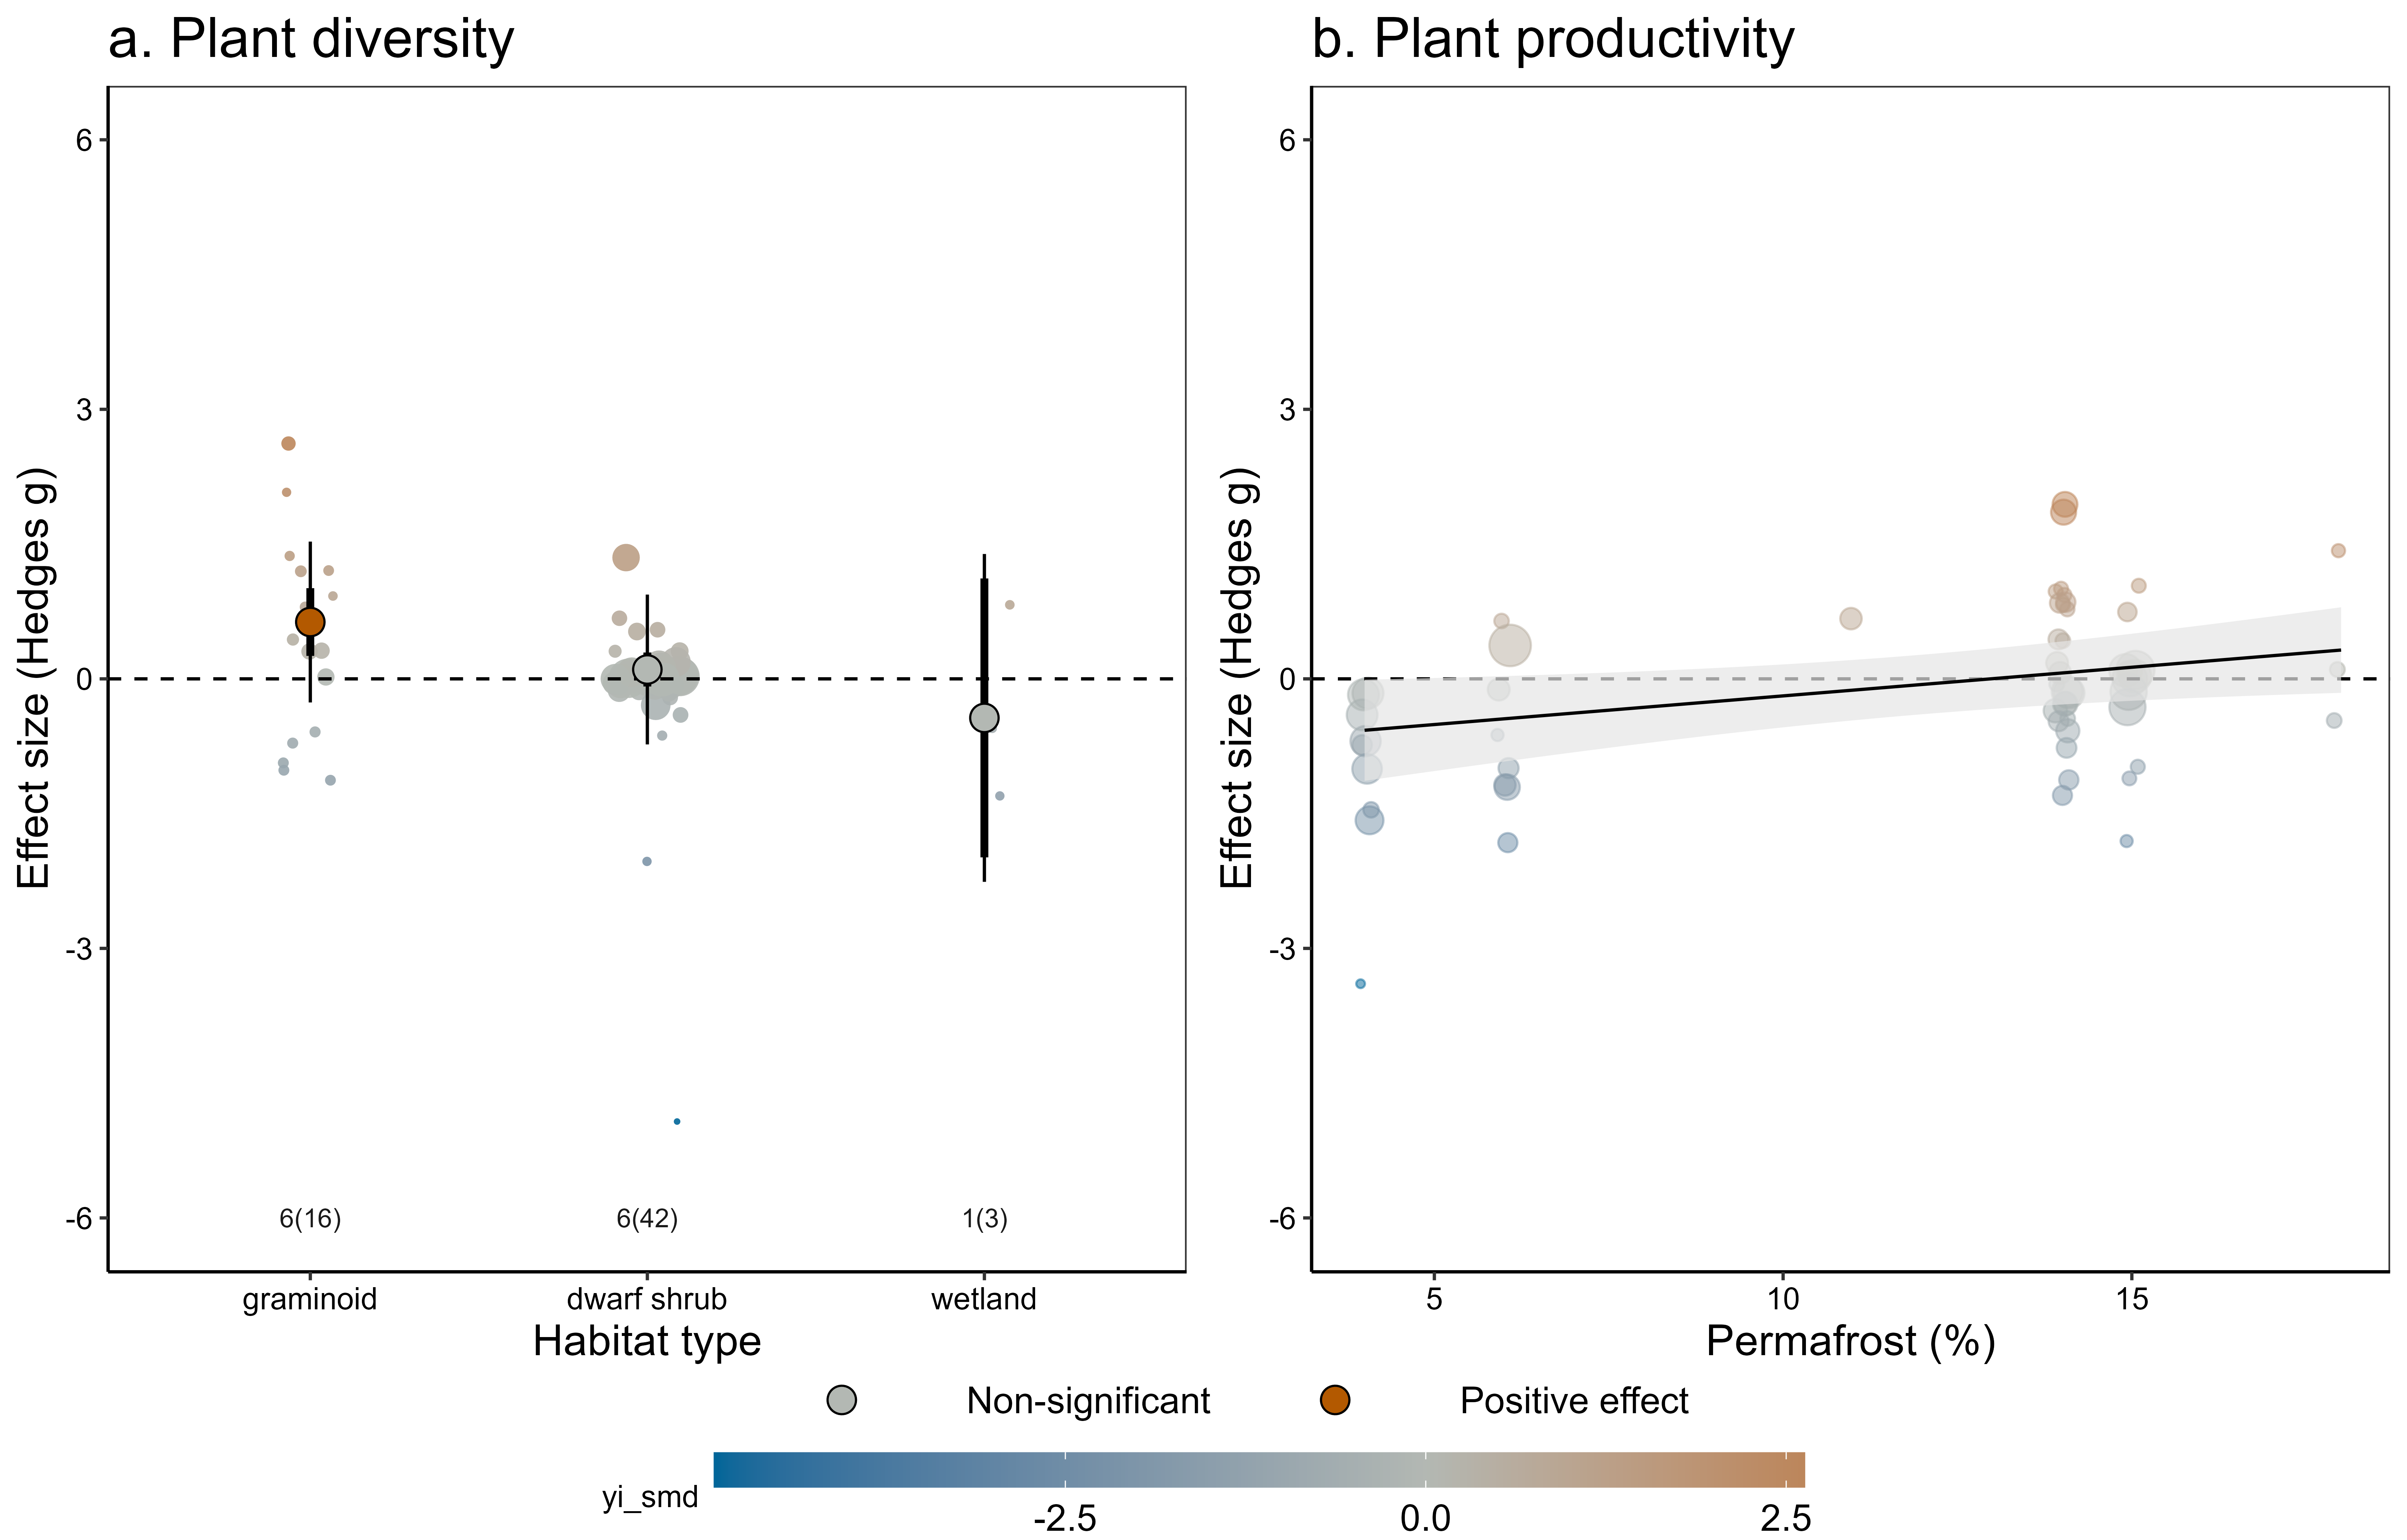 a. Plant diversity
Effect size (Hedges g)
6
3
0
-3
-6
6(16)
6(42)
1(3)
graminoid
dwarf shrub
wetland
Habitat type
b. Plant productivity
Effect size (Hedges g)
6
3
0
-3
-6
5
10
15
Permafrost (%)
Non-significant
Positive effect
yi_smd
-2.5
0.0
2.5